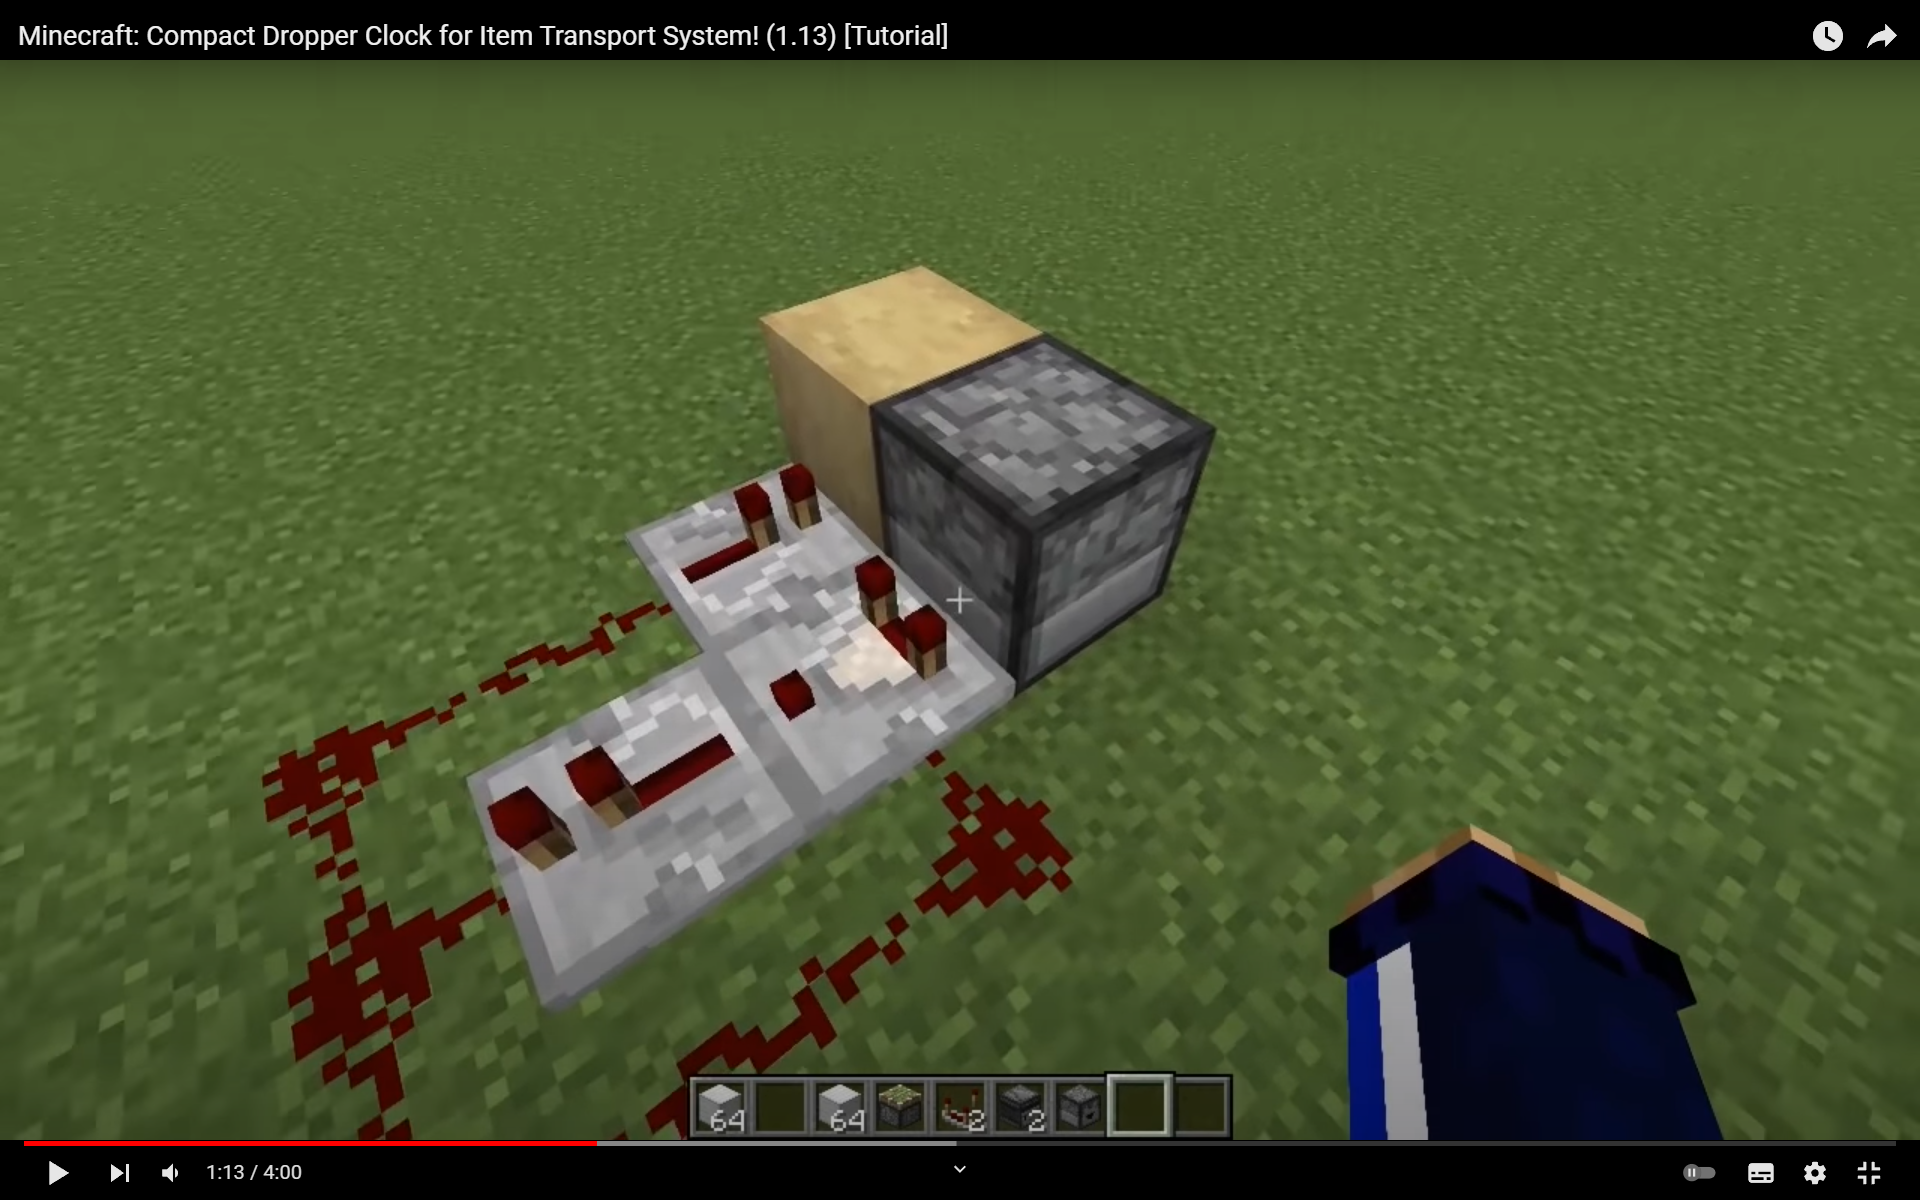 Minecraft: Compact Dropper Clock for Item Transport System! (1.13) [Tutorial]
64
64
2
2
1:13 / 4:00